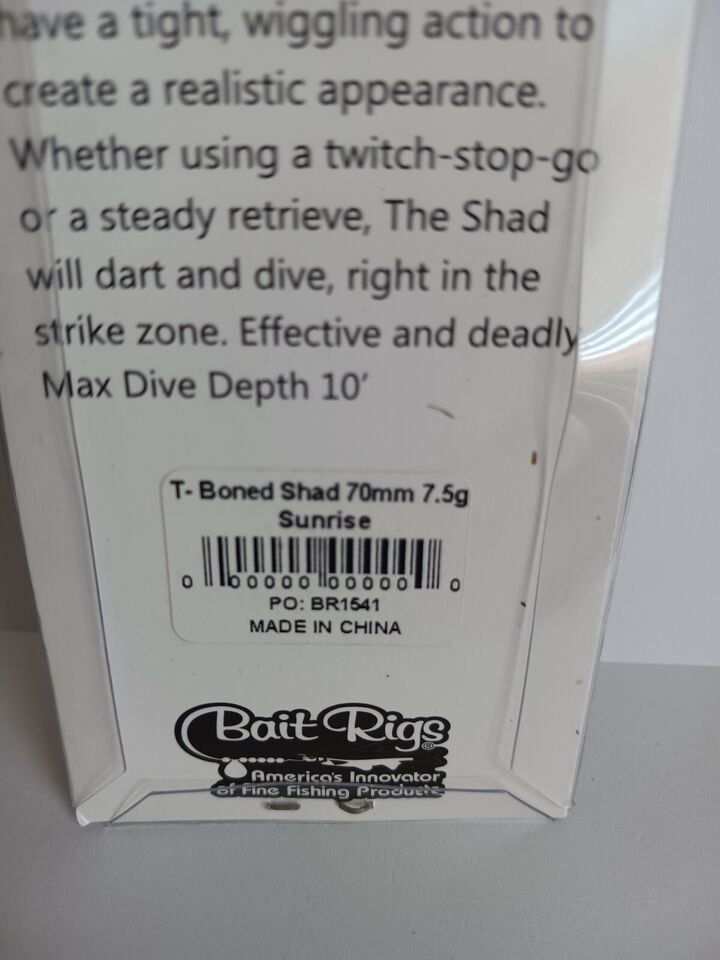 have a tight, wiggling action to
create a realistic appearance.
Whether using a twitch-stop-go
or a steady retrieve, The Shad
will dart and dive, right in the
strike zone. Effective and deadly
Max Dive Depth 10′
T- Boned Shad 70mm 7.5g
Sunrise
0 00000 00000 0
PO: BR1541
MADE IN CHINA
Bait Rigs®
America's Innovator
of Fine Fishing Products